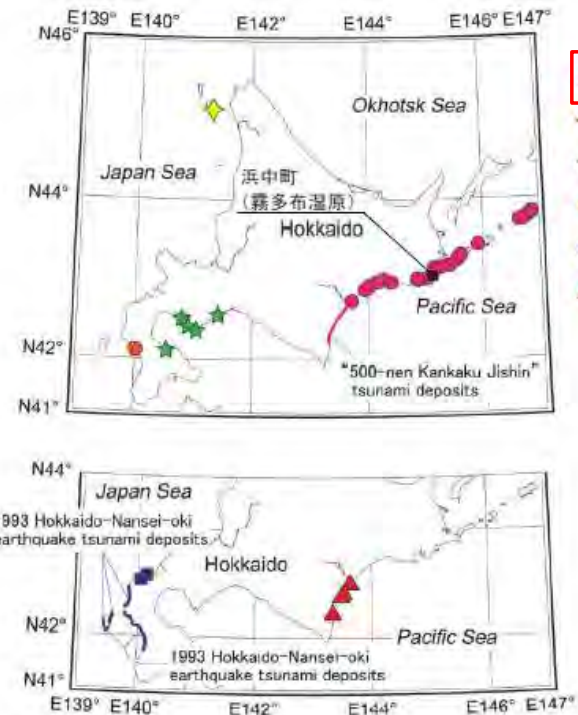 E139° E140° E142° E144° E146° E147°
N46°
Okhotsk Sea
Japan Sea
浜中町
N44°
(霧多布湿原)
Hokkaido
Pacific Sea
N42°
"500-nen Kankaku Jishin"
tsunami deposits
N41°
N44°
Japan Sea
1993 Hokkaido-Nansei-oki
earthquake tsunami deposits
Hokkaido
N42°
Pacific Sea
1993 Hokkaido-Nansei-oki
earthquake tsunami deposits
N41°
E139° E140° E142° E144° E146° E147°